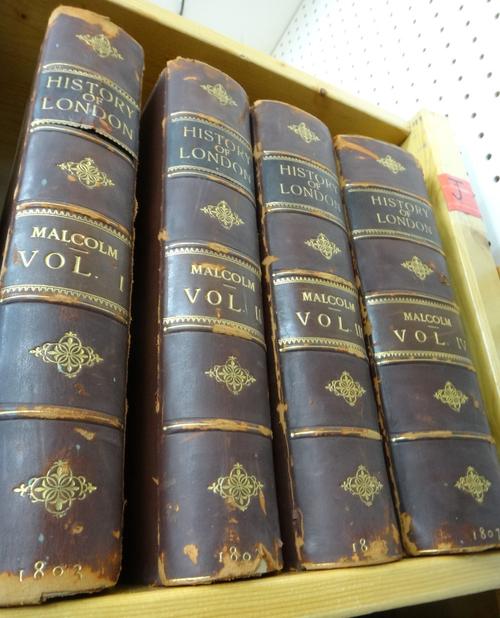 HISTORY
OF
LONDON
MALCOLM
VOL. I
1803
HISTORY
OF
LONDON
MALCOLM
VOL. II
HISTORY
OF
LONDON
MALCOLM
VOL. III
HISTORY
OF
LONDON
MALCOLM
VOL. IV
1807
J